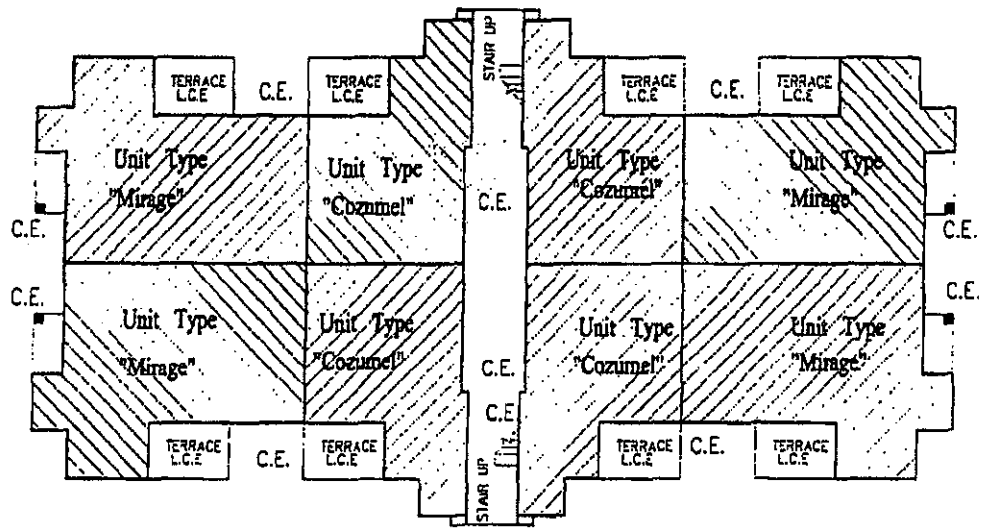 STAIR UP
TERRACE
L.C.E
C.E.
TERRACE
L.C.E
TERRACE
L.C.E
C.E.
TERRACE
L.C.E
Unit Type
"Mirage"
Unit Type
"Cozumel"
Unit Type
"Cozumel"
Unit Type
"Mirage"
C.E.
C.E.
C.E.
C.E.
C.E.
Unit Type
"Mirage"
Unit Type
"Cozumel"
Unit Type
"Cozumel"
Unit Type
"Mirage"
C.E.
C.E.
TERRACE
L.C.E
C.E.
TERRACE
L.C.E
TERRACE
L.C.E
C.E.
TERRACE
L.C.E
STAIR UP